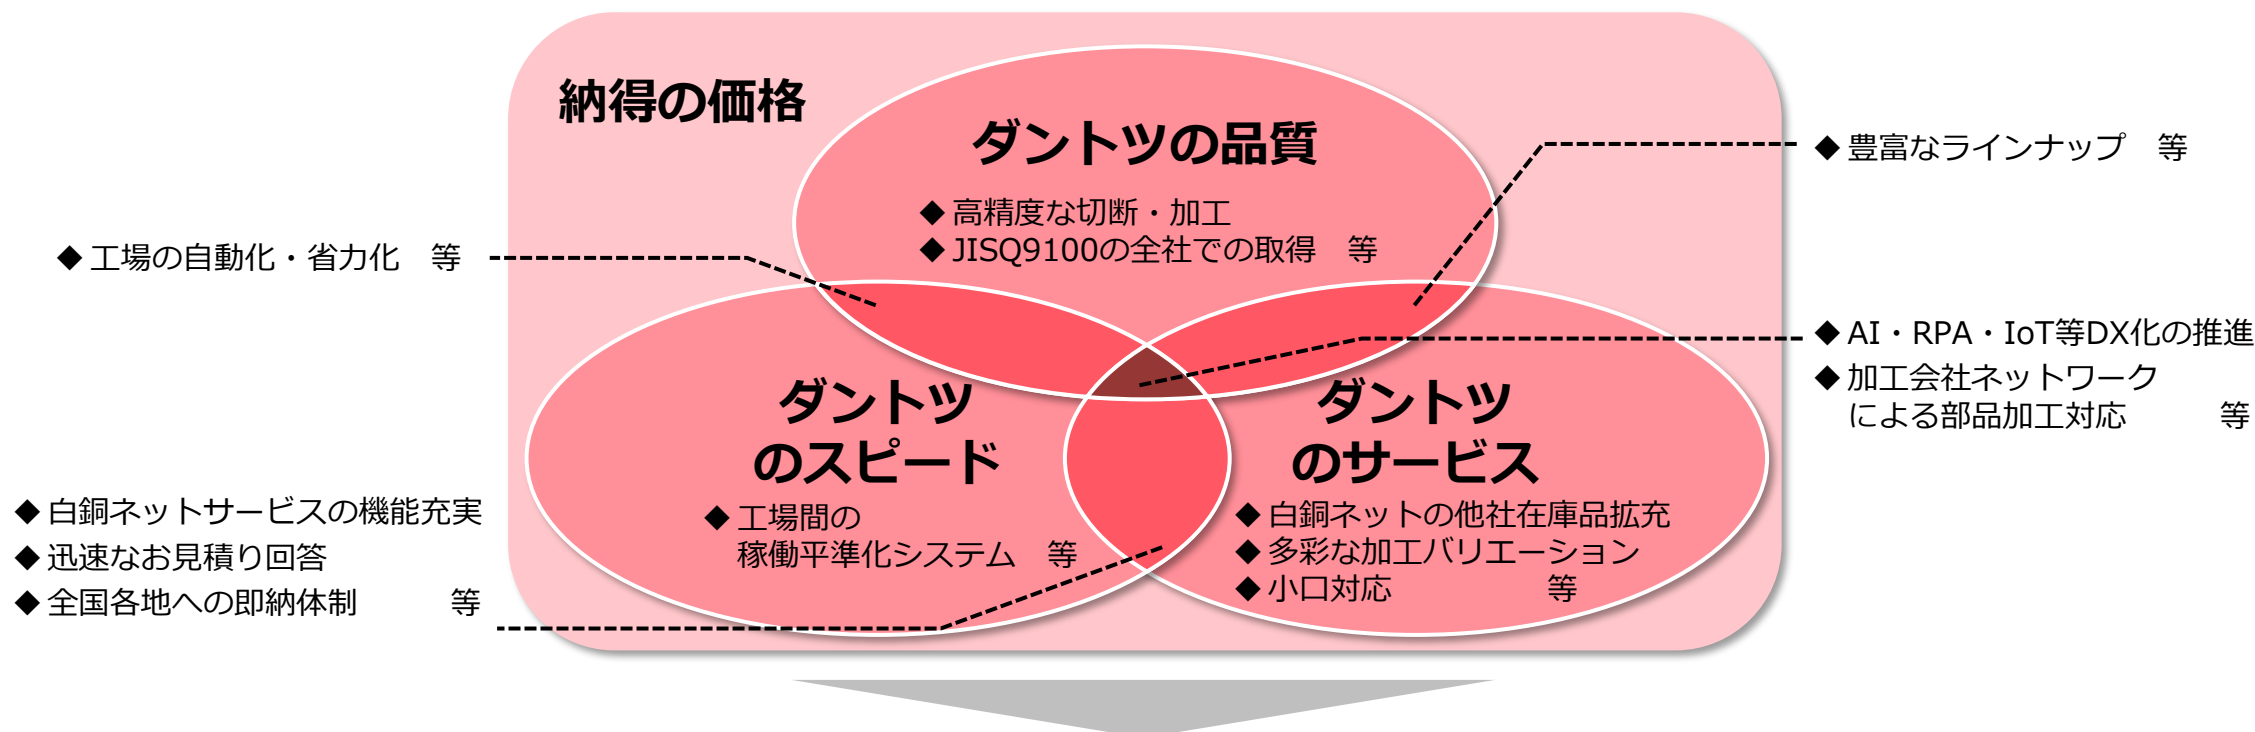 納得の価格
ダントツの品質
◆高精度な切断・加工
◆JISQ9100の全社での取得　等
◆豊富なラインナップ　等
◆工場の自動化・省力化　等
◆AI・RPA・IoT等DX化の推進
◆加工会社ネットワーク
による部品加工対応　　　等
ダントツ
のスピード
◆工場間の
稼働平準化システム　等
ダントツ
のサービス
◆白銅ネットの他社在庫品拡充
◆多彩な加工バリエーション
◆小口対応　　　　　等
◆白銅ネットサービスの機能充実
◆迅速なお見積り回答
◆全国各地への即納体制　　　等